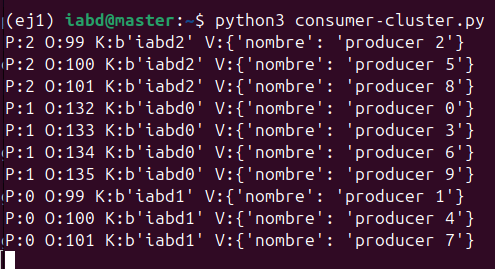 (ej1) iabd@master:~$ python3 consumer-cluster.py
P:2 O:99 K:b'iabd2' V:{'nombre': 'producer 2'}
P:2 O:100 K:b'iabd2' V:{'nombre': 'producer 5'}
P:2 O:101 K:b'iabd2' V:{'nombre': 'producer 8'}
P:1 O:132 K:b'iabd0' V:{'nombre': 'producer 0'}
P:1 O:133 K:b'iabd0' V:{'nombre': 'producer 3'}
P:1 O:134 K:b'iabd0' V:{'nombre': 'producer 6'}
P:1 O:135 K:b'iabd0' V:{'nombre': 'producer 9'}
P:0 O:99 K:b'iabd1' V:{'nombre': 'producer 1'}
P:0 O:100 K:b'iabd1' V:{'nombre': 'producer 4'}
P:0 O:101 K:b'iabd1' V:{'nombre': 'producer 7'}